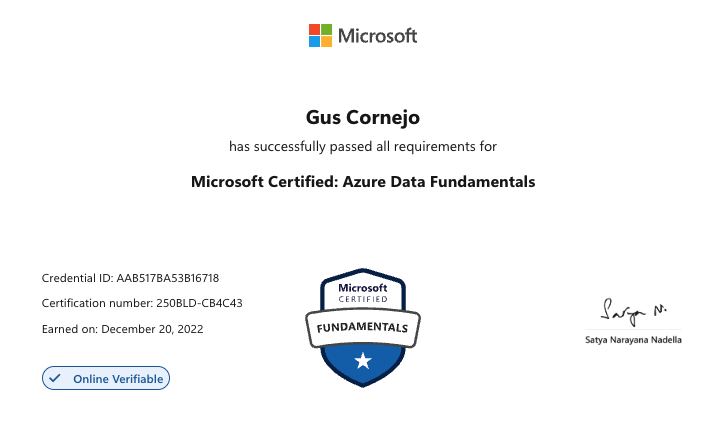 Microsoft
Gus Cornejo
has successfully passed all requirements for
Microsoft Certified: Azure Data Fundamentals
Credential ID: AAB517BA53B16718
Certification number: 250BLD-CB4C43
Earned on: December 20, 2022
Online Verifiable
Microsoft
CERTIFIED
FUNDAMENTALS
Satya N.
Satya Narayana Nadella